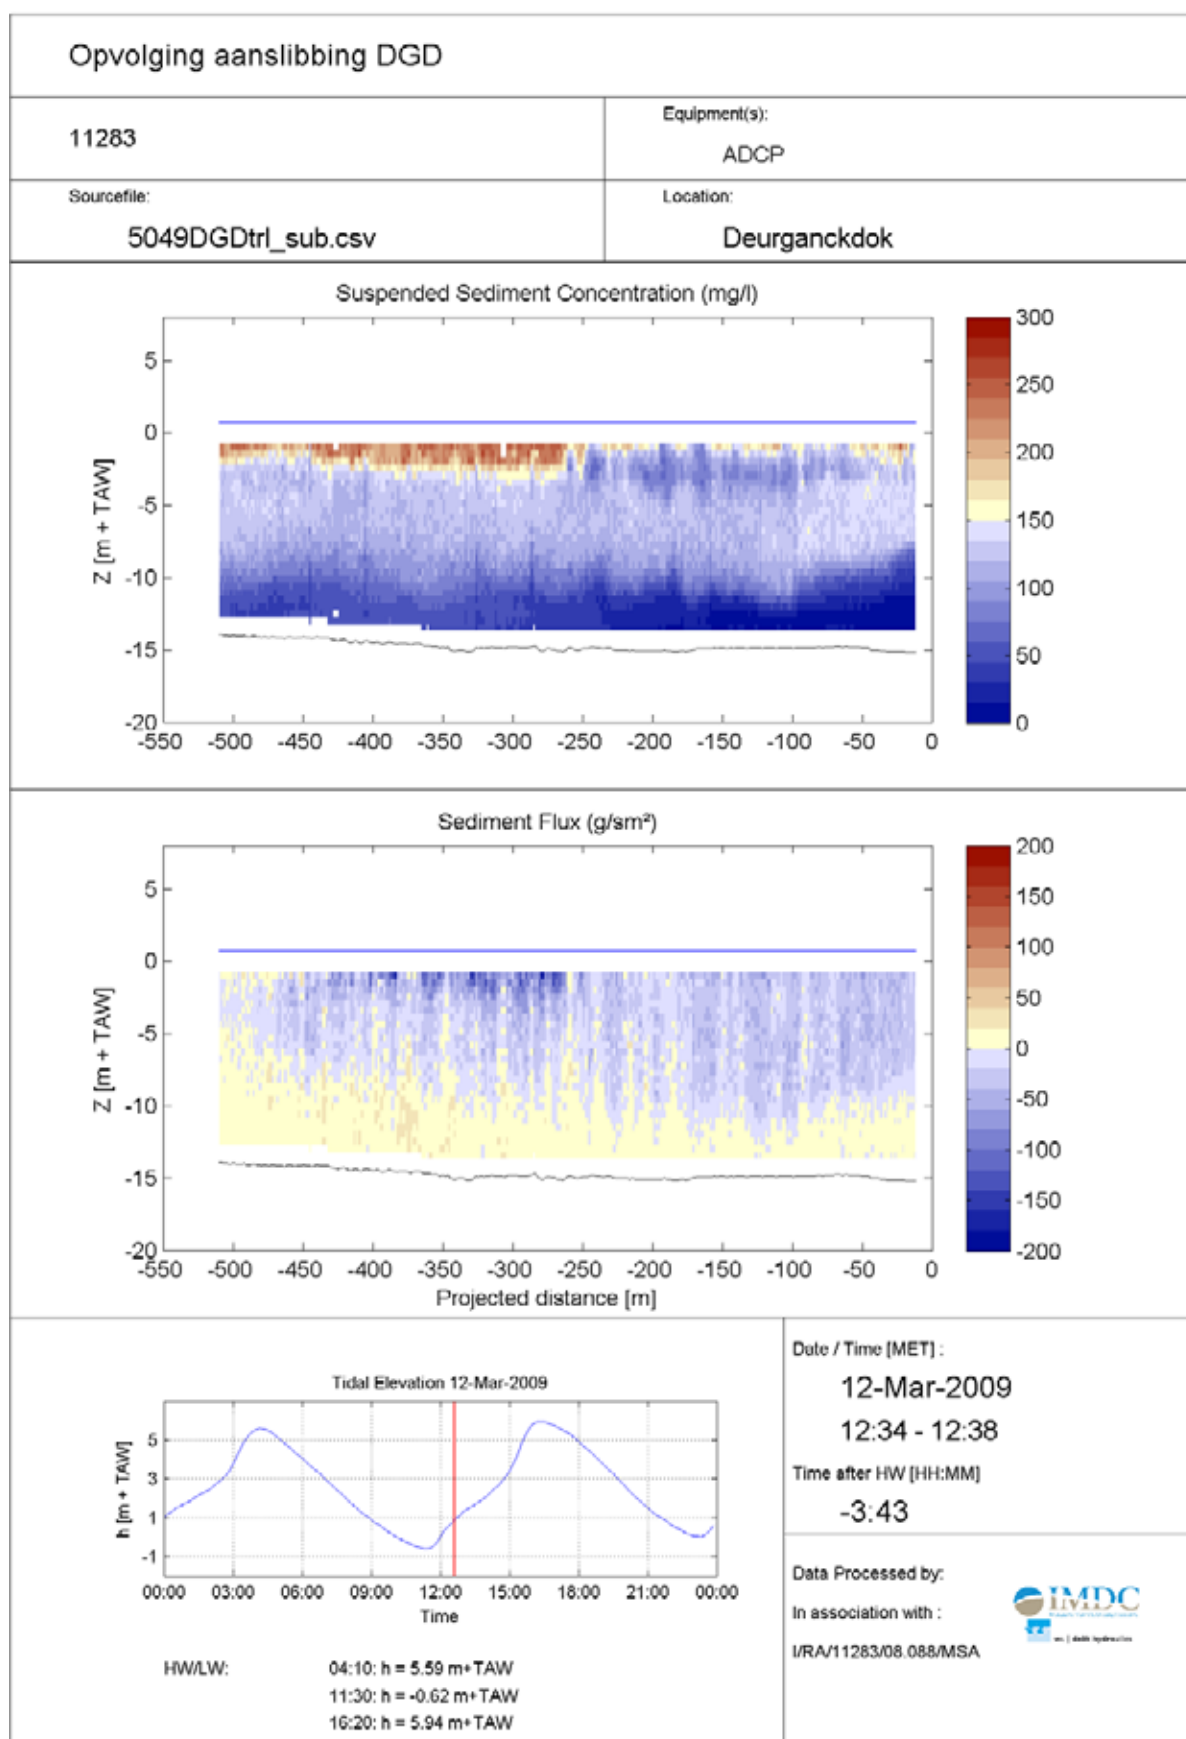 Opvolging aanslibbing DGD
11283
Equipment(s):
ADCP
Sourcefile:
5049DGDtrl_sub.csv
Location:
Deurganckdok
Suspended Sediment Concentration (mg/l)
Z [m + TAW]
5
0
-5
-10
-15
-20
-550 -500 -450 -400 -350 -300 -250 -200 -150 -100 -50 0
300
250
200
150
100
50
0
Sediment Flux (g/sm²)
Z [m + TAW]
5
0
-5
-10
-15
-20
-550 -500 -450 -400 -350 -300 -250 -200 -150 -100 -50 0
Projected distance [m]
200
150
100
50
0
-50
-100
-150
-200
Tidal Elevation 12-Mar-2009
h [m + TAW]
5
3
1
-1
00:00 03:00 06:00 09:00 12:00 15:00 18:00 21:00 00:00
Time
HW/LW:
04:10: h = 5.59 m+TAW
11:30: h = -0.62 m+TAW
16:20: h = 5.94 m+TAW
Date / Time [MET] :
12-Mar-2009
12:34 - 12:38
Time after HW [HH:MM]
-3:43
Data Processed by:
IMDC
In association with :
I/RA/11283/08.088/MSA